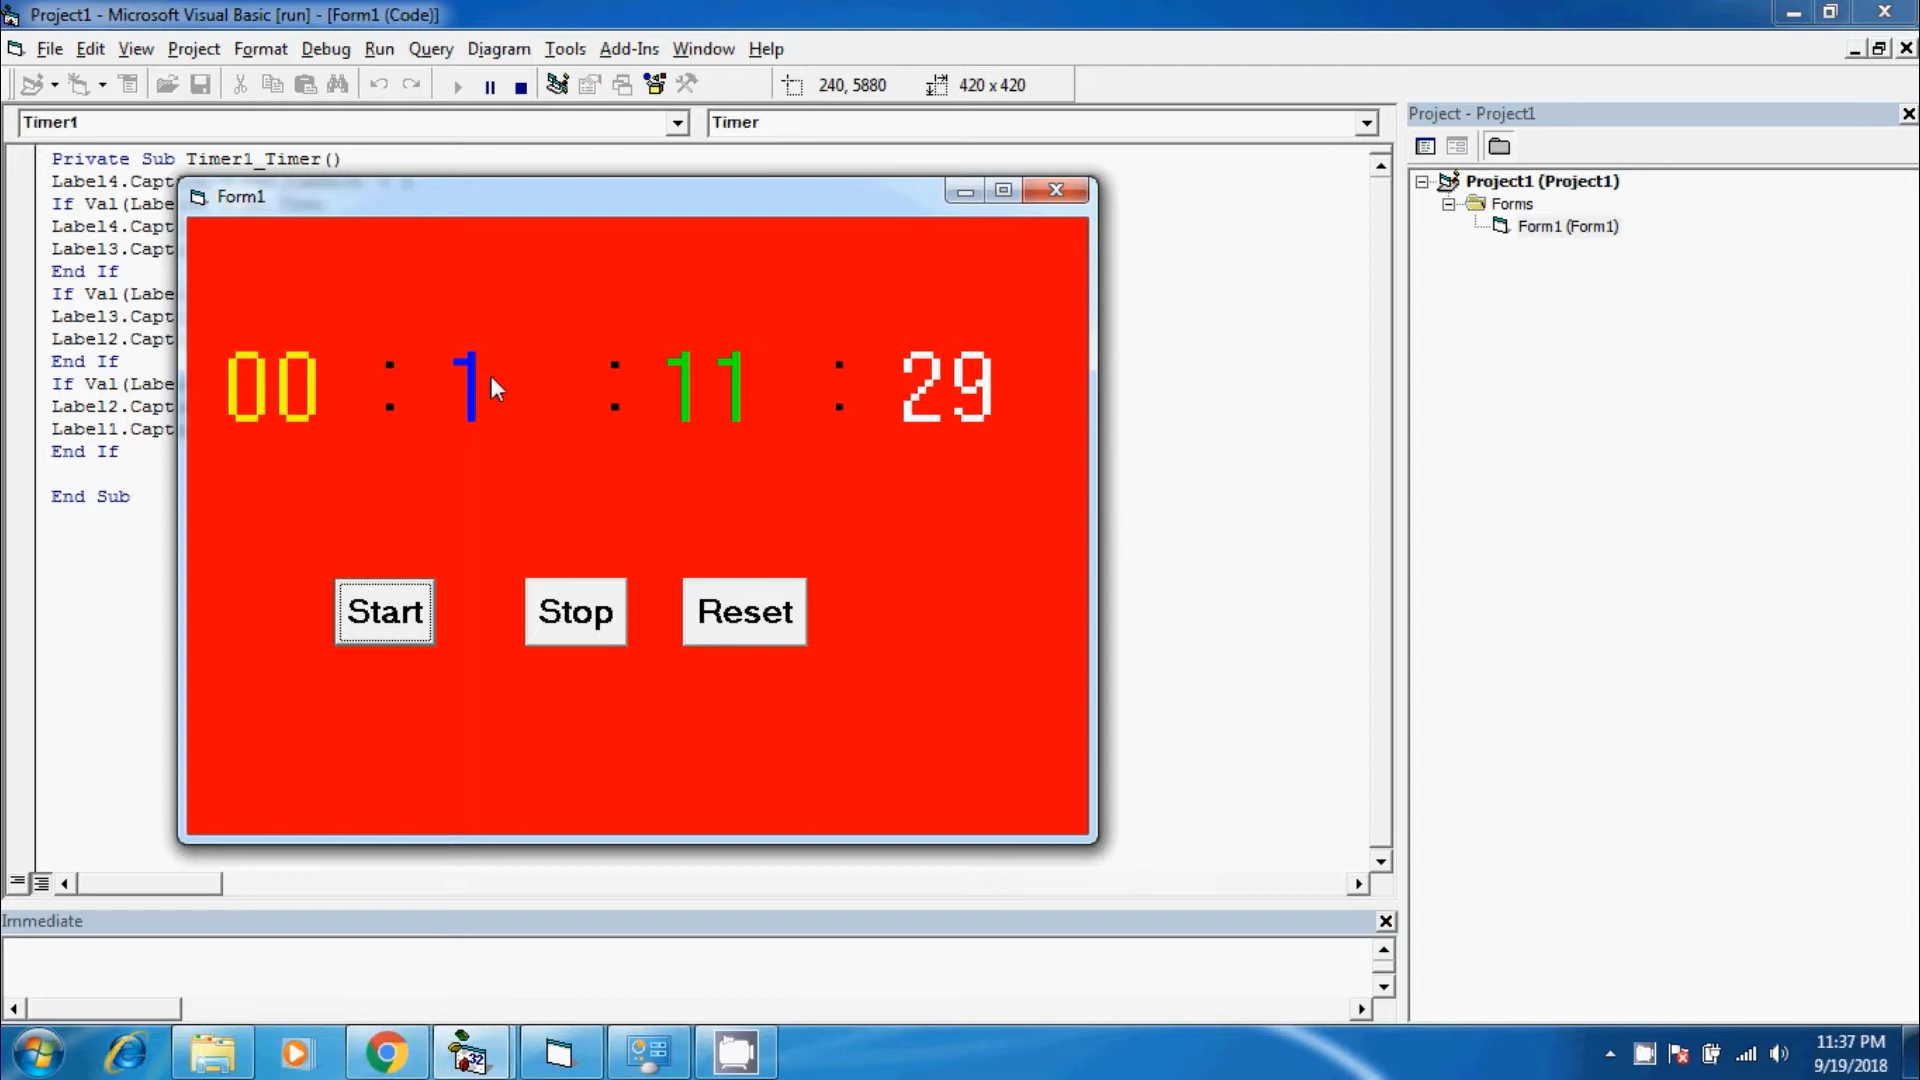 Project1 - Microsoft Visual Basic [run] - [Form1 (Code)]
File Edit View Project Format Debug Run Query Diagram Tools Add-Ins Window Help
240, 5880 420 x 420
Timer1 Timer
Project - Project1
Private Sub Timer1_Timer()
Label4.Capt
If Val(Labe
Label4.Capt
Label3.Capt
End If
If Val(Labe
Label3.Capt
Label2.Capt
End If
If Val(Labe
Label2.Capt
Label1.Capt
End If
End Sub
Form1
00 : 1 : 11 : 29
Start Stop Reset
Project1 (Project1)
Forms
Form1 (Form1)
Immediate
11:37 PM
9/19/2018